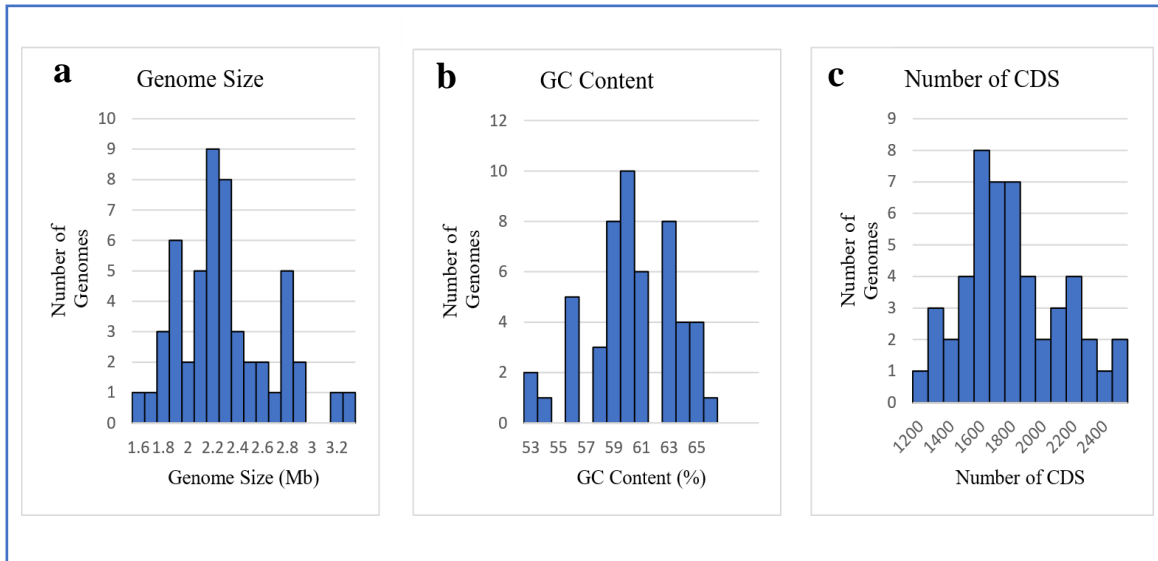 a
Genome Size
10
9
8
7
6
5
4
3
2
1
0
Number of
Genomes
1.6 1.8 2 2.2 2.4 2.6 2.8 3 3.2
Genome Size (Mb)
b
GC Content
12
10
8
6
4
2
0
Number of
Genomes
53 55 57 59 61 63 65
GC Content (%)
c
Number of CDS
9
8
7
6
5
4
3
2
1
0
Number of
Genomes
1200 1400 1600 1800 2000 2200 2400
Number of CDS